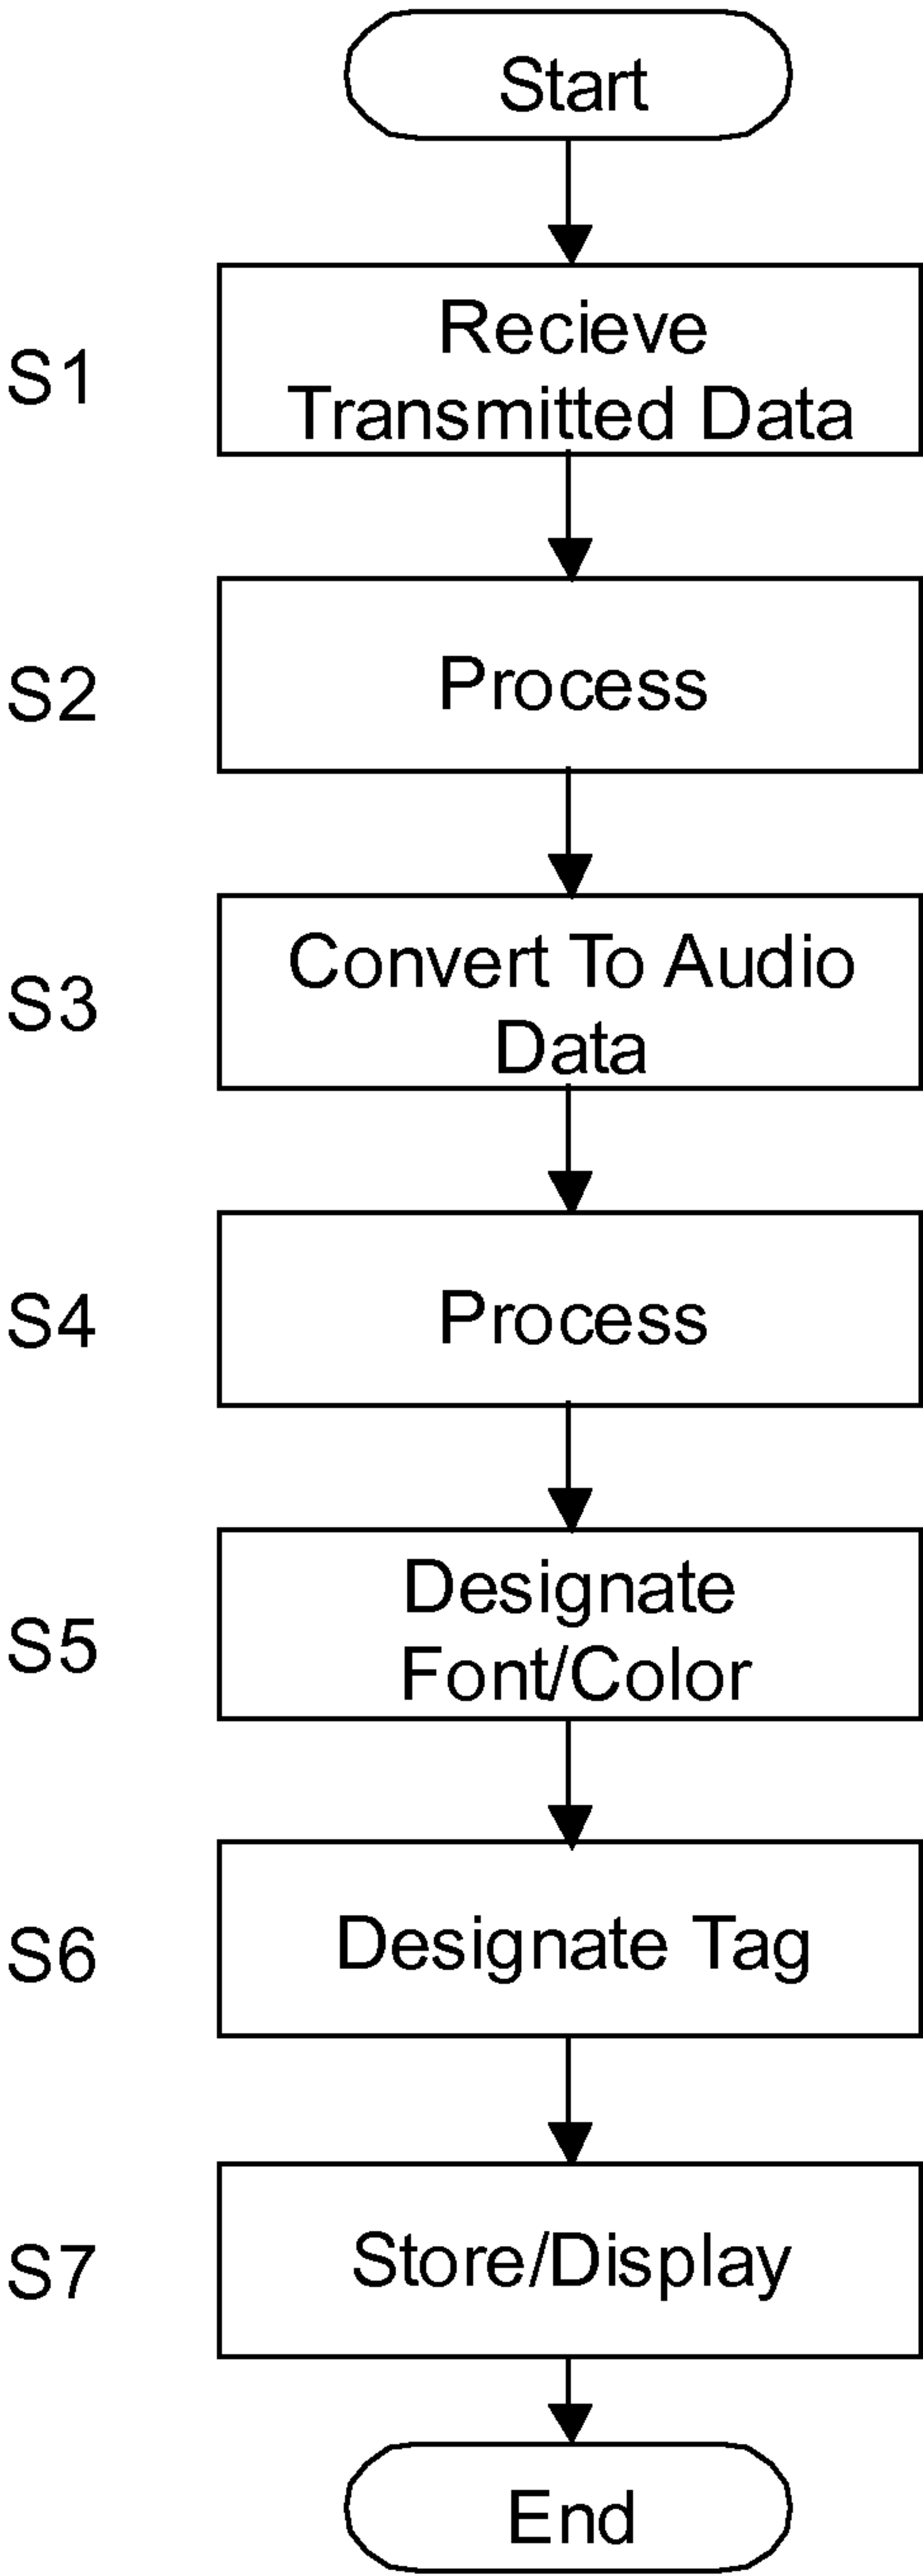 Start
S1
Recieve
Transmitted Data
S2
Process
S3
Convert To Audio
Data
S4
Process
S5
Designate
Font/Color
S6
Designate Tag
S7
Store/Display
End